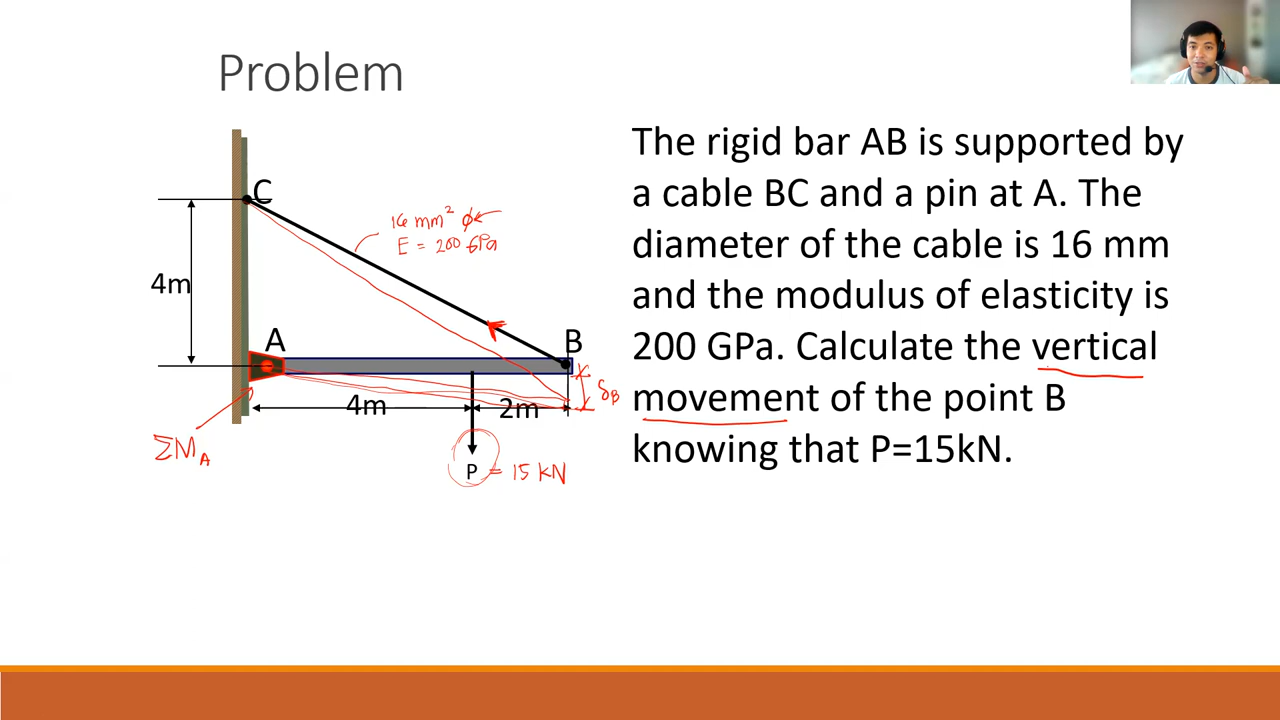 Problem
C
16 mm² ϕ
E = 200 GPa
4m
A
B
4m
2m
δB
ΣMA
P = 15 KN
The rigid bar AB is supported by
a cable BC and a pin at A. The
diameter of the cable is 16 mm
and the modulus of elasticity is
200 GPa. Calculate the vertical
movement of the point B
knowing that P=15kN.